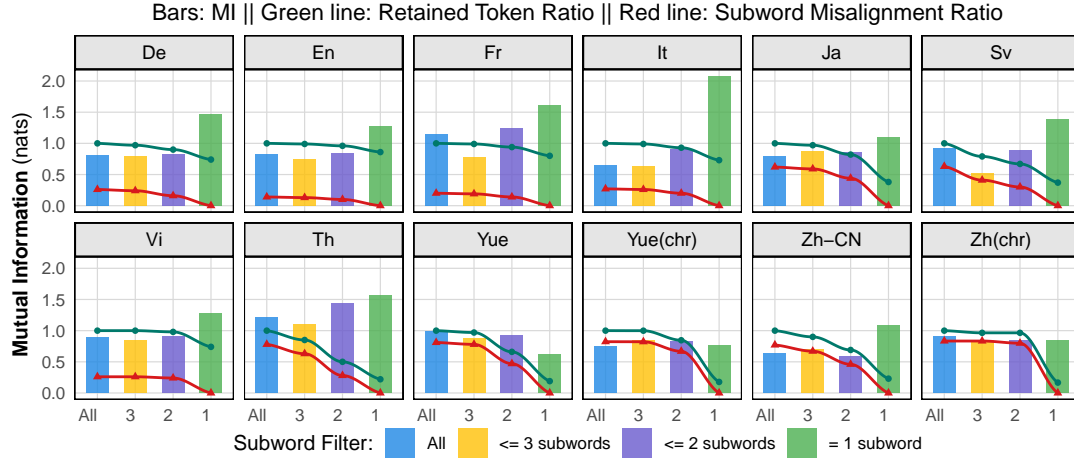 Bars: MI || Green line: Retained Token Ratio || Red line: Subword Misalignment Ratio
De En Fr It Ja Sv
2.0
1.5
1.0
0.5
0.0
Vi Th Yue Yue(chr) Zh−CN Zh(chr)
2.0
1.5
1.0
0.5
0.0
Mutual Information (nats)
All 3 2 1 All 3 2 1 All 3 2 1 All 3 2 1 All 3 2 1 All 3 2 1
Subword Filter: All <= 3 subwords <= 2 subwords = 1 subword